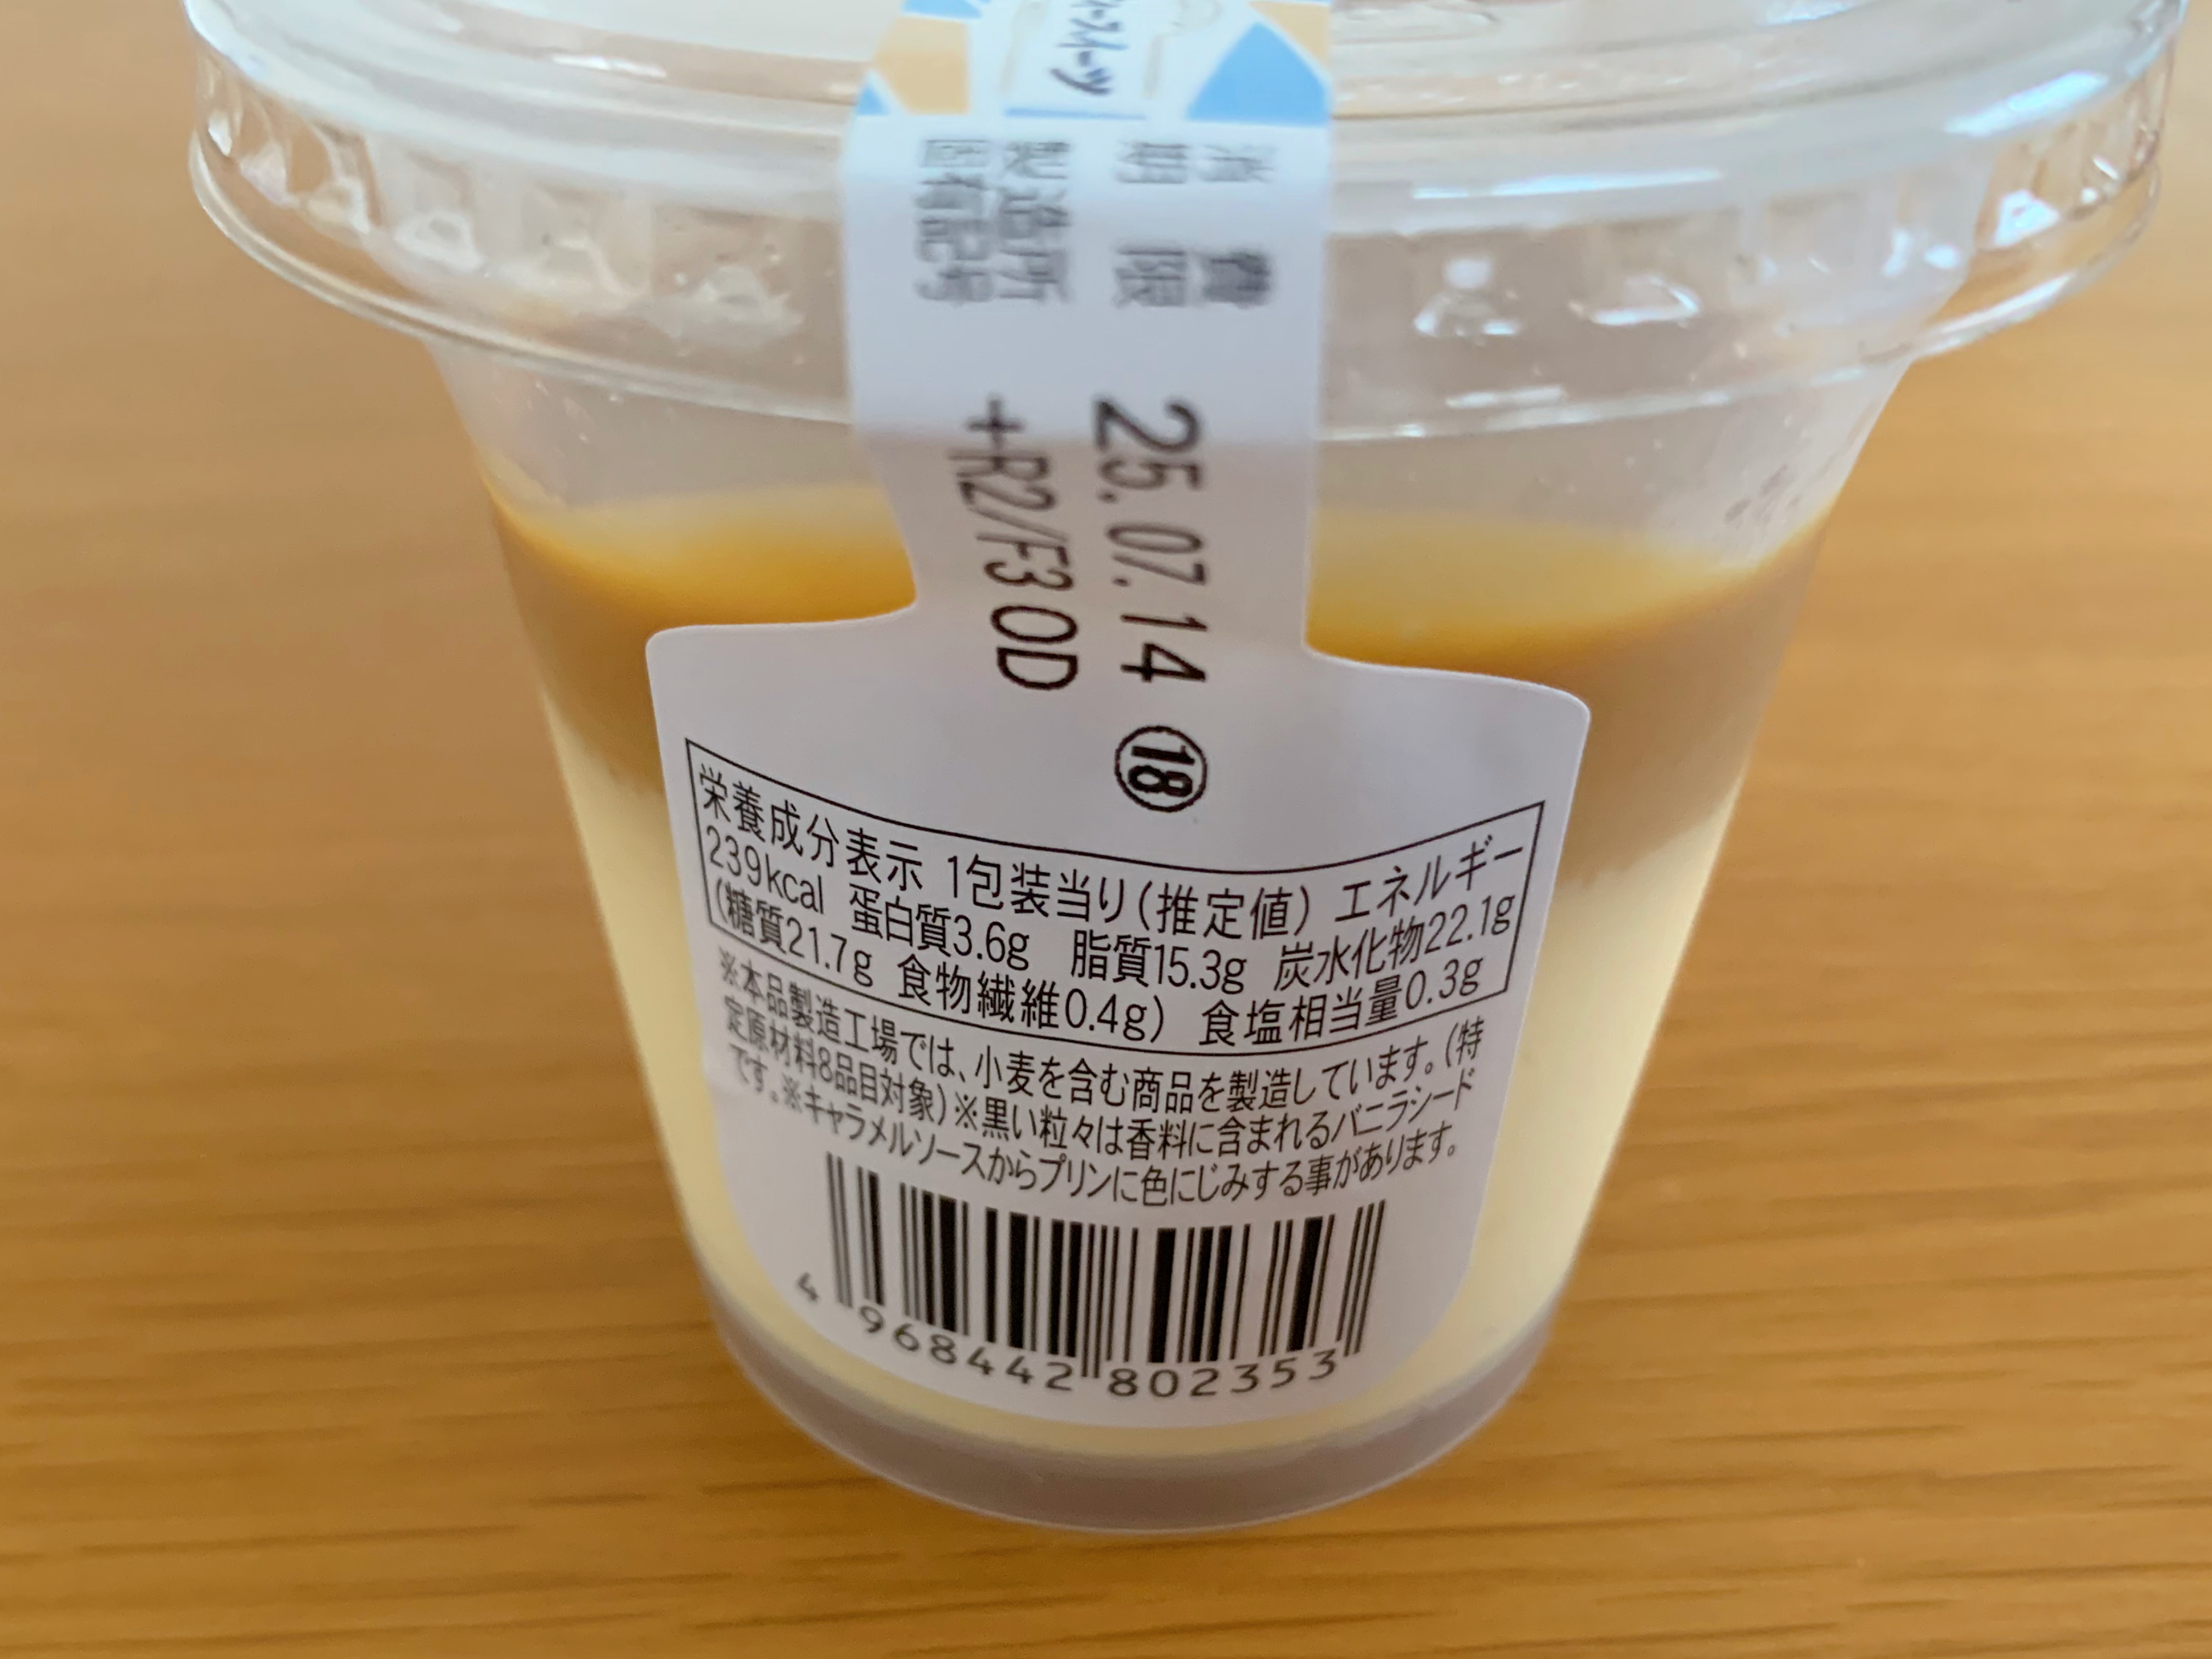 消費
期限
25.07.14 ⑱
製造所
固有記号
+R2/F30D
栄養成分表示 1包装当り(推定値) エネルギー
239kcal 蛋白質3.6g 脂質15.3g 炭水化物22.1g
(糖質21.7g 食物繊維0.4g) 食塩相当量0.3g
※本品製造工場では、小麦を含む商品を製造しています。(特
定原材料8品目対象)※黒い粒々は香料に含まれるバニラシード
です。※キャラメルソースからプリンに色にじみする事があります。
4 968442 802353